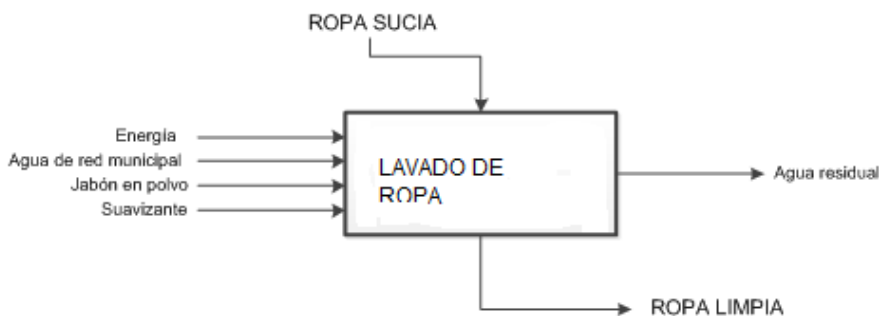 ROPA SUCIA
Energía
Agua de red municipal
Jabón en polvo
Suavizante
LAVADO DE
ROPA
Agua residual
ROPA LIMPIA